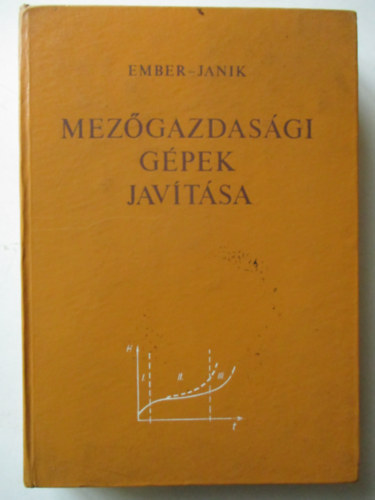 EMBER-JANIK
MEZŐGAZDASÁGI
GÉPEK
JAVÍTÁSA
I
t